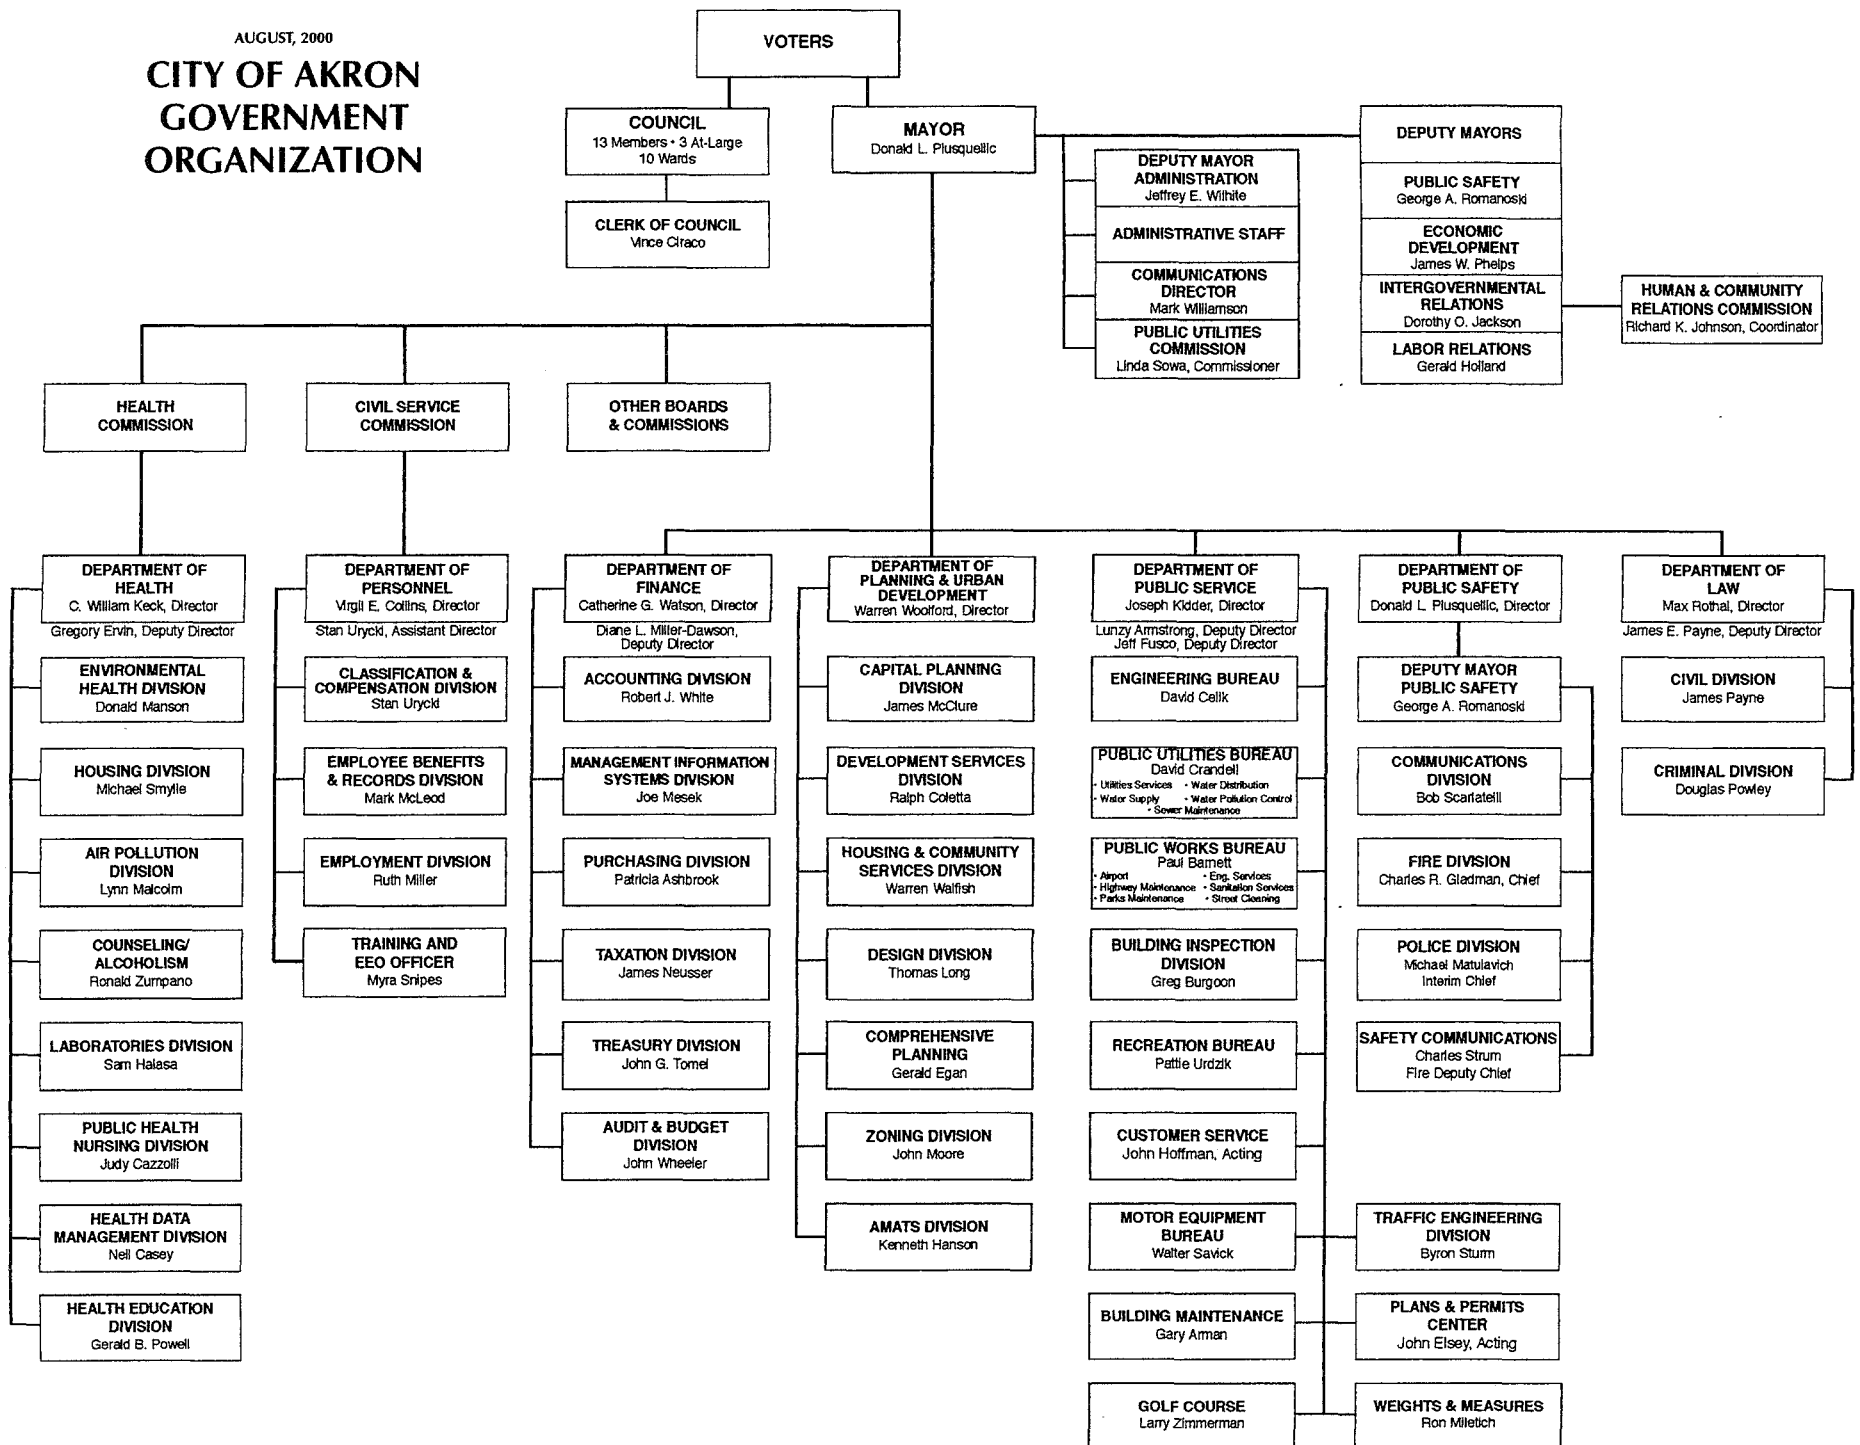 AUGUST, 2000
CITY OF AKRON
GOVERNMENT
ORGANIZATION
VOTERS
COUNCIL
13 Members • 3 At-Large
10 Wards
CLERK OF COUNCIL
Vince Ciraco
MAYOR
Donald L. Plusquellic
DEPUTY MAYOR
ADMINISTRATION
Jeffrey E. Wilhite
ADMINISTRATIVE STAFF
COMMUNICATIONS
DIRECTOR
Mark Williamson
PUBLIC UTILITIES
COMMISSION
Linda Sowa, Commissioner
DEPUTY MAYORS
PUBLIC SAFETY
George A. Romanoski
ECONOMIC
DEVELOPMENT
James W. Phelps
INTERGOVERNMENTAL
RELATIONS
Dorothy O. Jackson
LABOR RELATIONS
Gerald Holland
HUMAN & COMMUNITY
RELATIONS COMMISSION
Richard K. Johnson, Coordinator
HEALTH
COMMISSION
CIVIL SERVICE
COMMISSION
OTHER BOARDS
& COMMISSIONS
DEPARTMENT OF
HEALTH
C. William Keck, Director
Gregory Ervin, Deputy Director
ENVIRONMENTAL
HEALTH DIVISION
Donald Manson
HOUSING DIVISION
Michael Smylie
AIR POLLUTION
DIVISION
Lynn Malcolm
COUNSELING/
ALCOHOLISM
Ronald Zumpano
LABORATORIES DIVISION
Sam Halasa
PUBLIC HEALTH
NURSING DIVISION
Judy Cazzolli
HEALTH DATA
MANAGEMENT DIVISION
Neil Casey
HEALTH EDUCATION
DIVISION
Gerald B. Powell
DEPARTMENT OF
PERSONNEL
Virgil E. Collins, Director
Stan Urycki, Assistant Director
CLASSIFICATION &
COMPENSATION DIVISION
Stan Urycki
EMPLOYEE BENEFITS
& RECORDS DIVISION
Mark McLeod
EMPLOYMENT DIVISION
Ruth Miller
TRAINING AND
EEO OFFICER
Myra Snipes
DEPARTMENT OF
FINANCE
Catherine G. Watson, Director
Diane L. Miller-Dawson,
Deputy Director
ACCOUNTING DIVISION
Robert J. White
MANAGEMENT INFORMATION
SYSTEMS DIVISION
Joe Mesek
PURCHASING DIVISION
Patricia Ashbrook
TAXATION DIVISION
James Neusser
TREASURY DIVISION
John G. Tomei
AUDIT & BUDGET
DIVISION
John Wheeler
DEPARTMENT OF
PLANNING & URBAN
DEVELOPMENT
Warren Woolford, Director
CAPITAL PLANNING
DIVISION
James McClure
DEVELOPMENT SERVICES
DIVISION
Ralph Coletta
HOUSING & COMMUNITY
SERVICES DIVISION
Warren Walfish
DESIGN DIVISION
Thomas Long
COMPREHENSIVE
PLANNING
Gerald Egan
ZONING DIVISION
John Moore
AMATS DIVISION
Kenneth Hanson
DEPARTMENT OF
PUBLIC SERVICE
Joseph Kidder, Director
Lunzy Armstrong, Deputy Director
Jeff Fusco, Deputy Director
ENGINEERING BUREAU
David Celik
PUBLIC UTILITIES BUREAU
David Crandell
• Utilities Services • Water Distribution
• Water Supply • Water Pollution Control
• Sewer Maintenance
PUBLIC WORKS BUREAU
Paul Barnett
• Airport • Eng. Services
• Highway Maintenance • Sanitation Services
• Parks Maintenance • Street Cleaning
BUILDING INSPECTION
DIVISION
Greg Burgoon
RECREATION BUREAU
Pattie Urdzik
CUSTOMER SERVICE
John Hoffman, Acting
MOTOR EQUIPMENT
BUREAU
Walter Savick
BUILDING MAINTENANCE
Gary Arman
GOLF COURSE
Larry Zimmerman
DEPARTMENT OF
PUBLIC SAFETY
Donald L. Plusquellic, Director
DEPUTY MAYOR
PUBLIC SAFETY
George A. Romanoski
COMMUNICATIONS
DIVISION
Bob Scarlatelli
FIRE DIVISION
Charles R. Gladman, Chief
POLICE DIVISION
Michael Matulavich
Interim Chief
SAFETY COMMUNICATIONS
Charles Strum
Fire Deputy Chief
TRAFFIC ENGINEERING
DIVISION
Byron Sturm
PLANS & PERMITS
CENTER
John Elsey, Acting
WEIGHTS & MEASURES
Ron Miletich
DEPARTMENT OF
LAW
Max Rothal, Director
James E. Payne, Deputy Director
CIVIL DIVISION
James Payne
CRIMINAL DIVISION
Douglas Powley